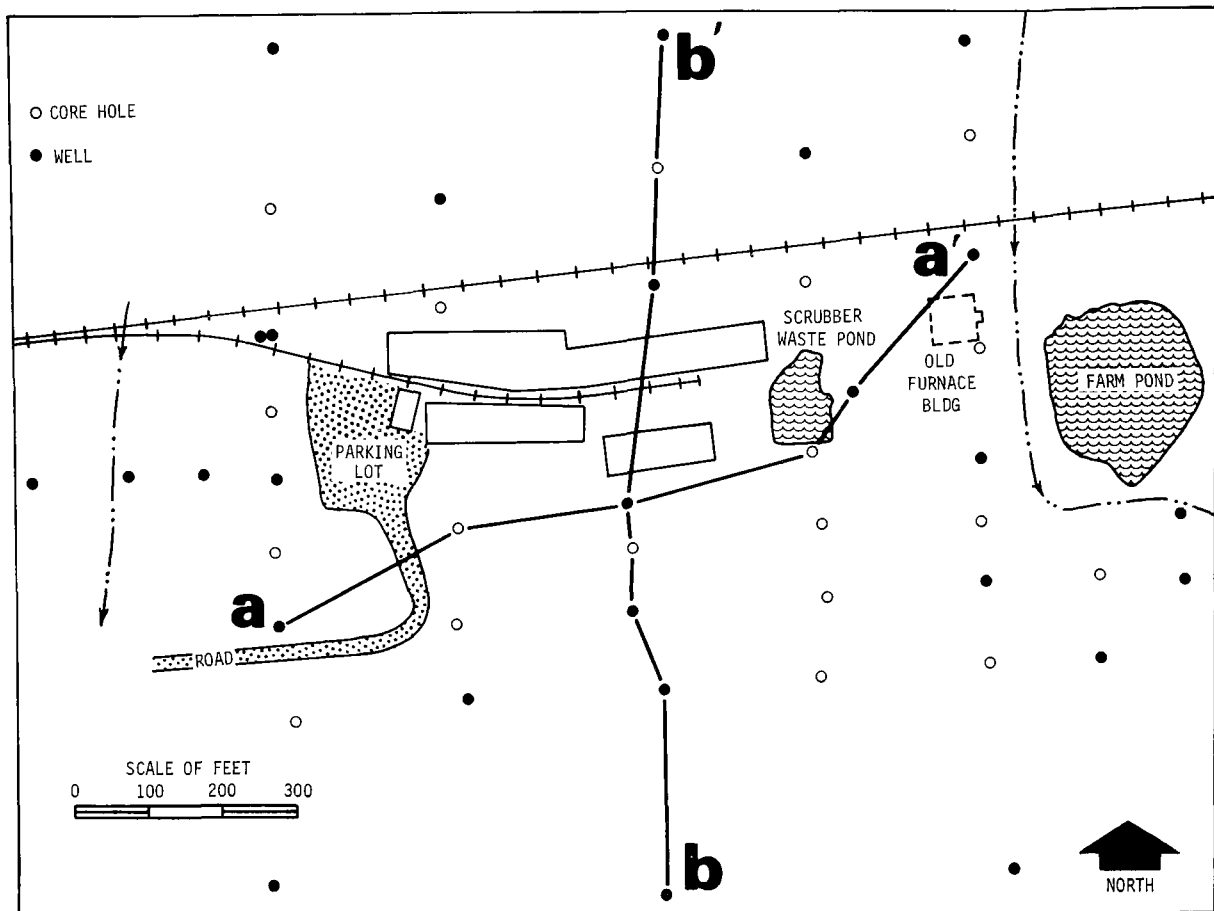 b'
CORE HOLE
WELL
a'
SCRUBBER
WASTE POND
OLD
FURNACE
BLDG
FARM POND
PARKING
LOT
a
ROAD
SCALE OF FEET
0 100 200 300
b
NORTH